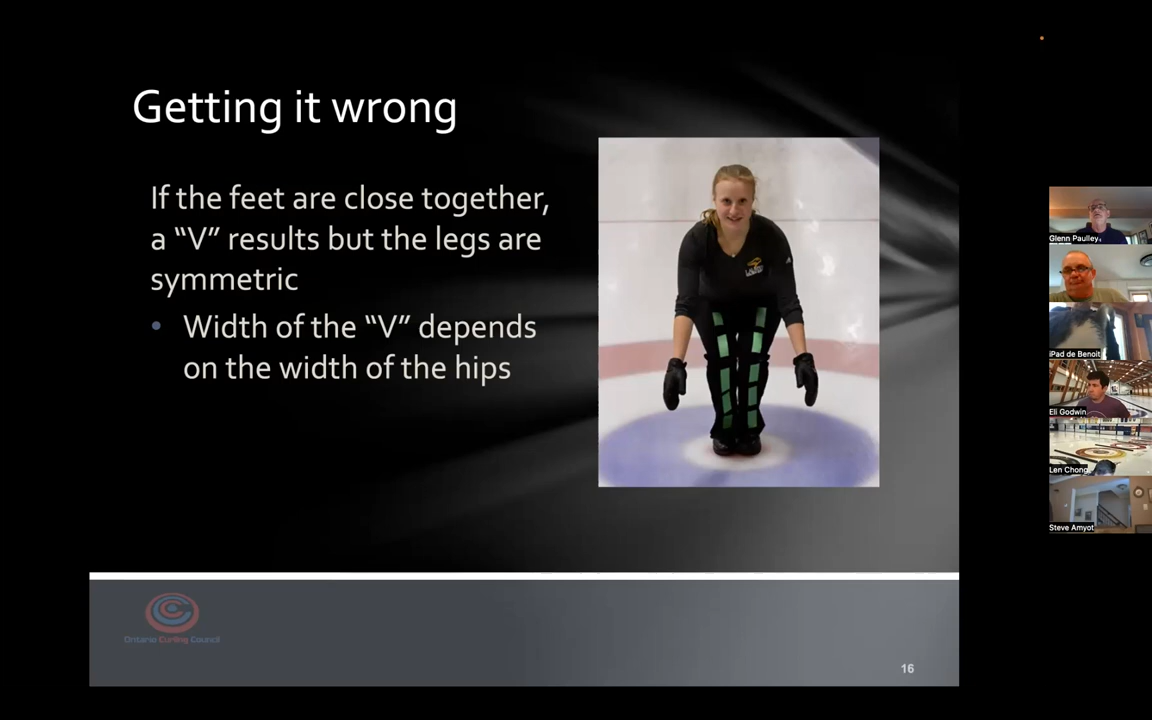 Getting it wrong
If the feet are close together,
a “V” results but the legs are
symmetric
• Width of the “V” depends
on the width of the hips
Ontario Curling Council
16
Glenn Paulley
iPad de Benoit
Eli Godwin
Len Chong
Steve Amyot